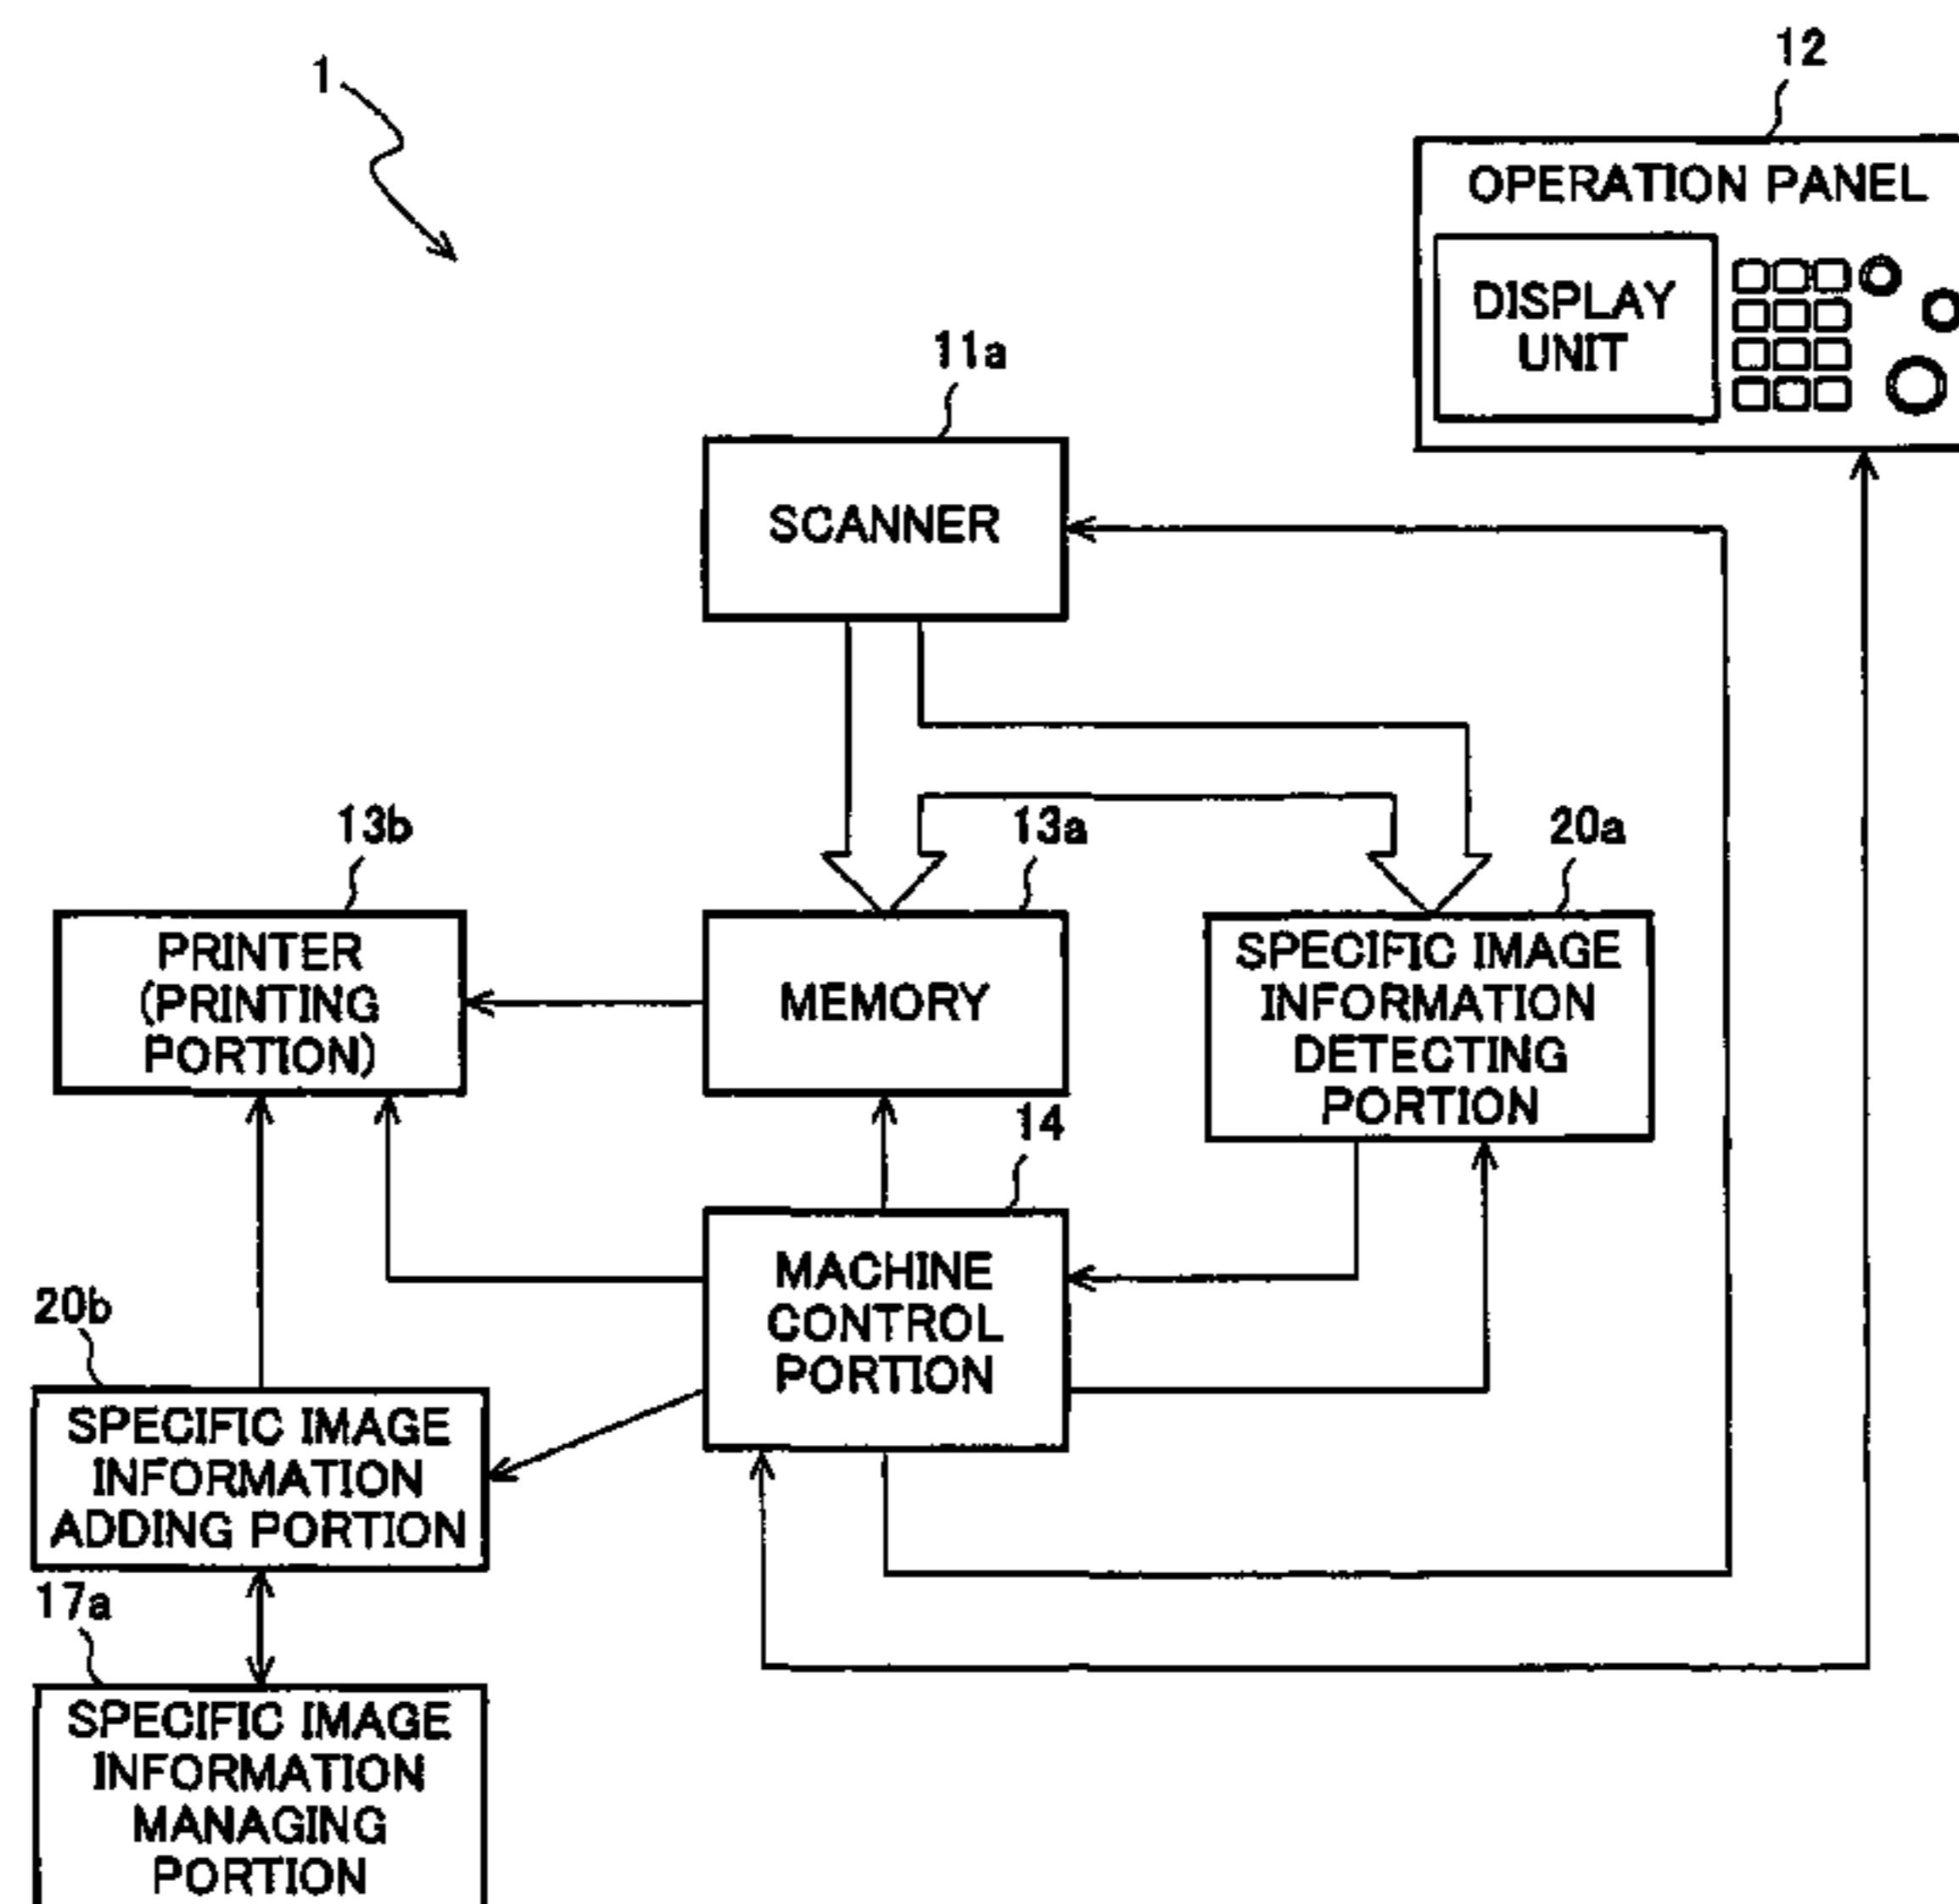 1
12
OPERATION PANEL
DISPLAY
UNIT
11a
SCANNER
13b
13a
20a
PRINTER
(PRINTING
PORTION)
MEMORY
SPECIFIC IMAGE
INFORMATION
DETECTING
PORTION
14
MACHINE
CONTROL
PORTION
20b
SPECIFIC IMAGE
INFORMATION
ADDING PORTION
17a
SPECIFIC IMAGE
INFORMATION
MANAGING
PORTION